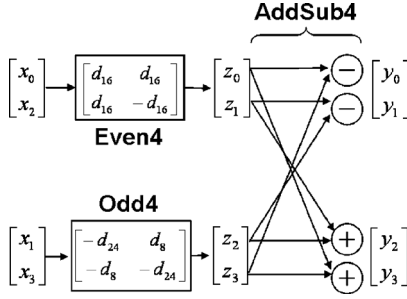 AddSub4
x₀ d₁₆ d₁₆ z₀ − y₀
x₂ d₁₆ −d₁₆ z₁ − y₁
Even4
Odd4
x₁ −d₂₄ d₈ z₂ + y₂
x₃ −d₈ −d₂₄ z₃ + y₃